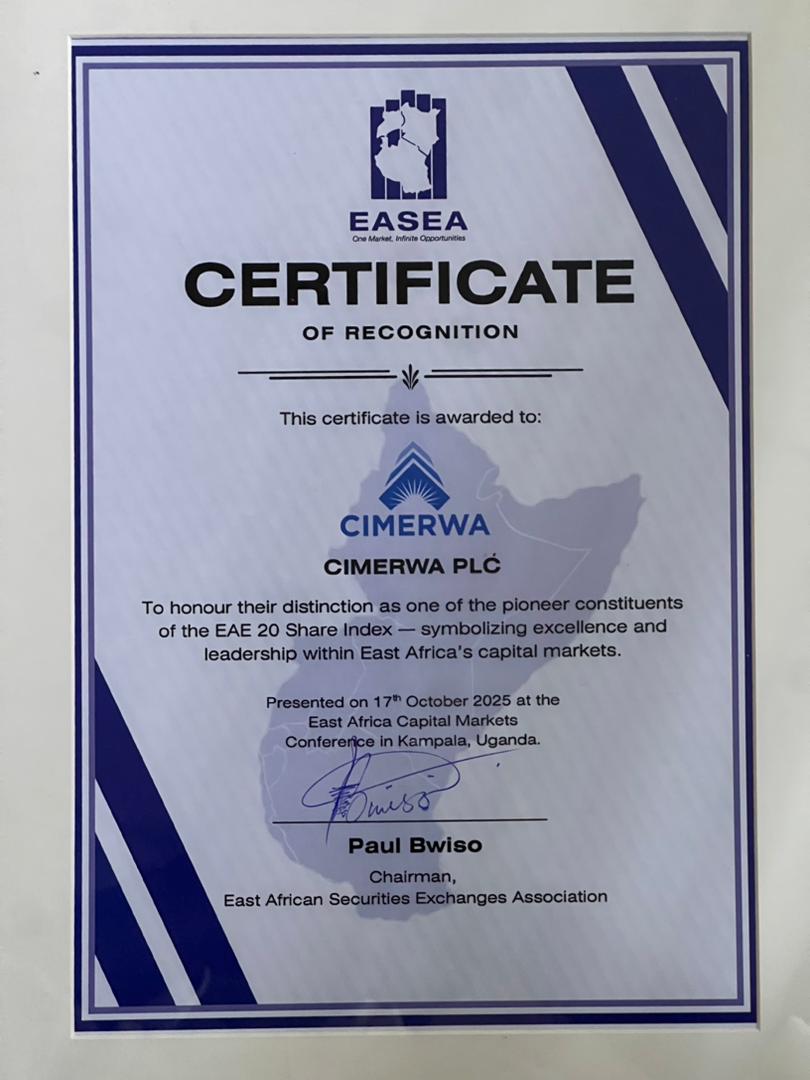 EASEA
One Market, Infinite Opportunities
CERTIFICATE
OF RECOGNITION
This certificate is awarded to:
CIMERWA
CIMERWA PLĆ
To honour their distinction as one of the pioneer constituents
of the EAE 20 Share Index — symbolizing excellence and
leadership within East Africa's capital markets.
Presented on 17th October 2025 at the
East Africa Capital Markets
Conference in Kampala, Uganda.
Bwiso
Paul Bwiso
Chairman,
East African Securities Exchanges Association